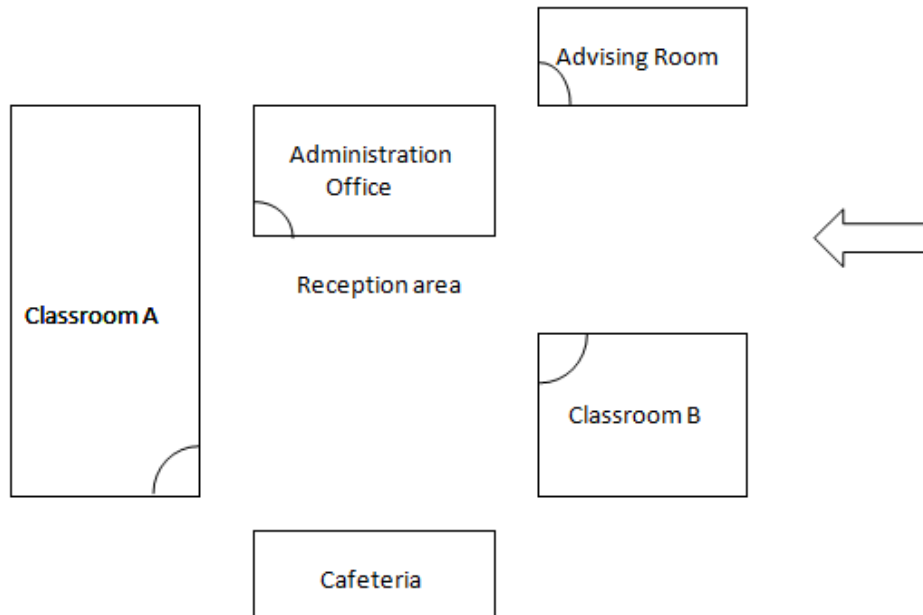 Advising Room
Administration
Office
Reception area
Classroom A
Classroom B
Cafeteria